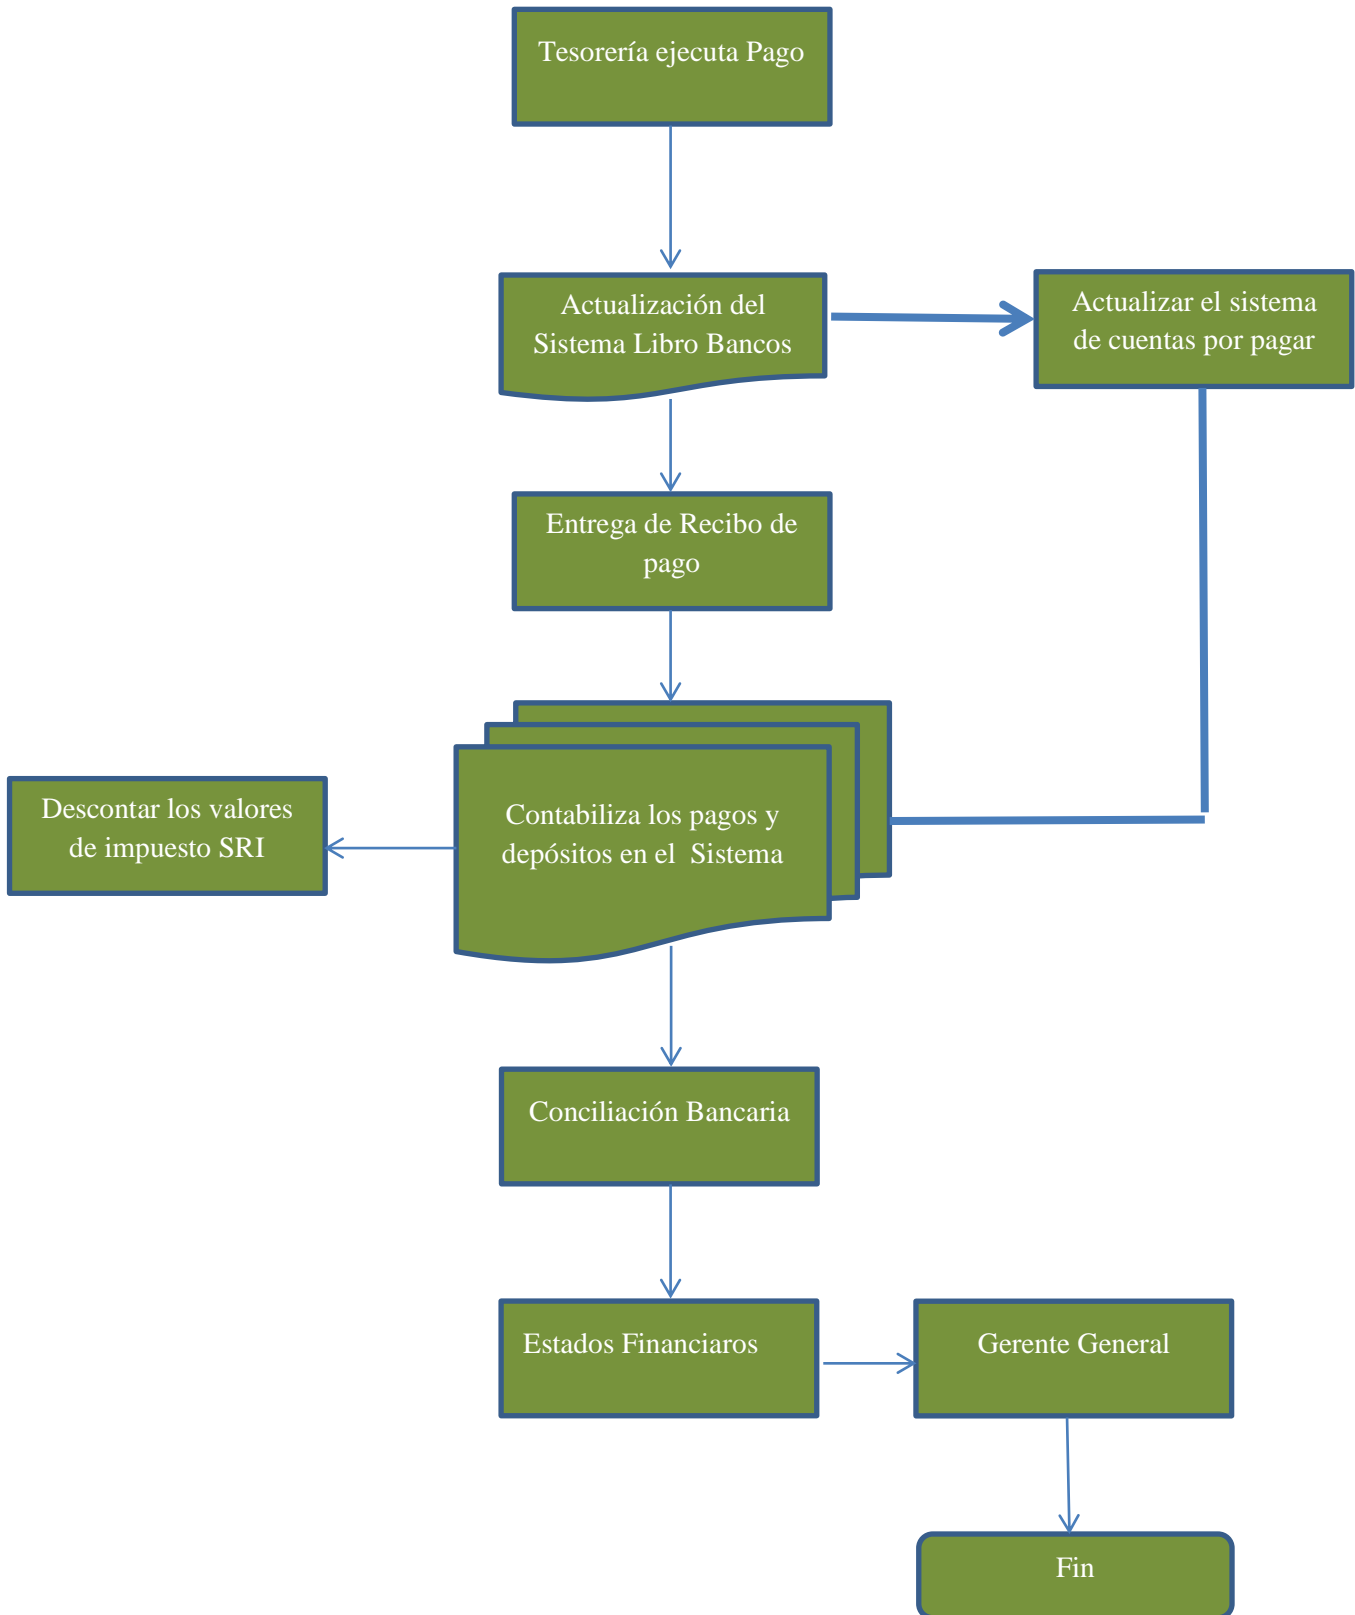 Tesorería ejecuta Pago
Actualización del
Sistema Libro Bancos
Actualizar el sistema
de cuentas por pagar
Entrega de Recibo de
pago
Contabiliza los pagos y
depósitos en el Sistema
Descontar los valores
de impuesto SRI
Conciliación Bancaria
Estados Financiaros
Gerente General
Fin